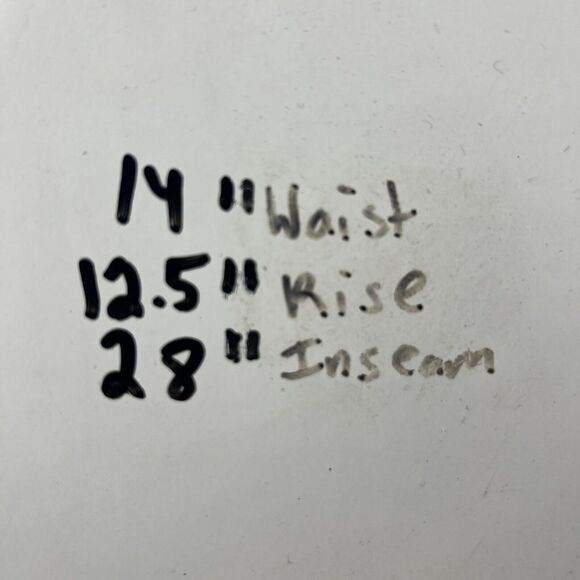 14" Waist
12.5" Rise
28" Inseam